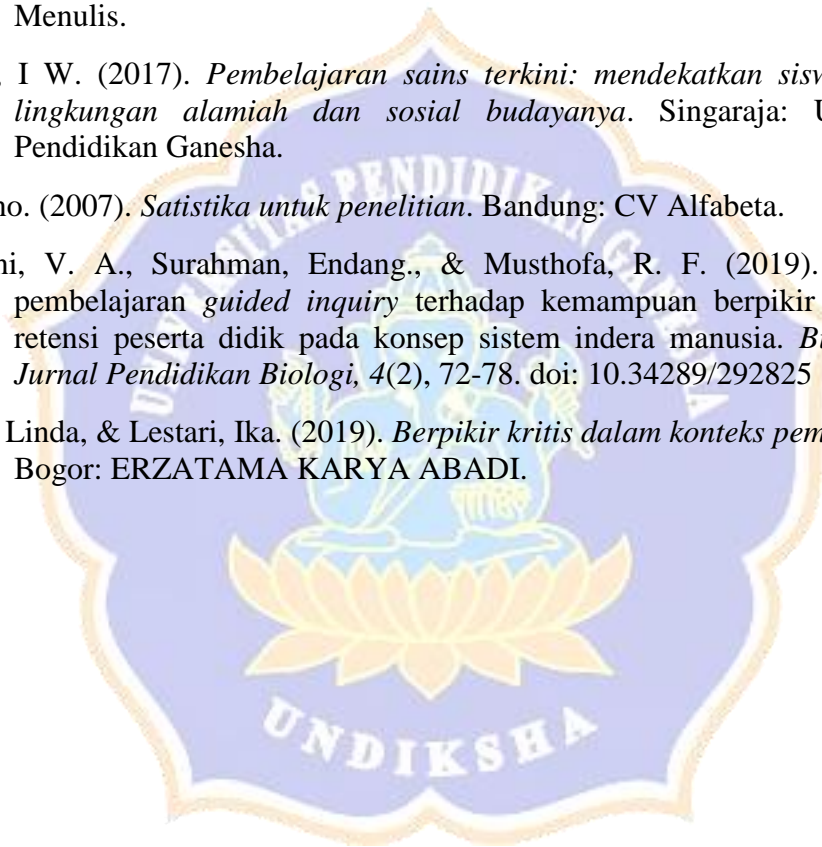 Menulis.
, I W. (2017). Pembelajaran sains terkini: mendekatkan sisw
lingkungan alamiah dan sosial budayanya. Singaraja: U
Pendidikan Ganesha.
no. (2007). Satistika untuk penelitian. Bandung: CV Alfabeta.
ni, V. A., Surahman, Endang., & Musthofa, R. F. (2019).
pembelajaran guided inquiry terhadap kemampuan berpikir
retensi peserta didik pada konsep sistem indera manusia. Bi
Jurnal Pendidikan Biologi, 4(2), 72-78. doi: 10.34289/292825
Linda, & Lestari, Ika. (2019). Berpikir kritis dalam konteks pem
Bogor: ERZATAMA KARYA ABADI.
UNIVERSITAS PENDIDIKAN GANESHA
UNDIKSHA